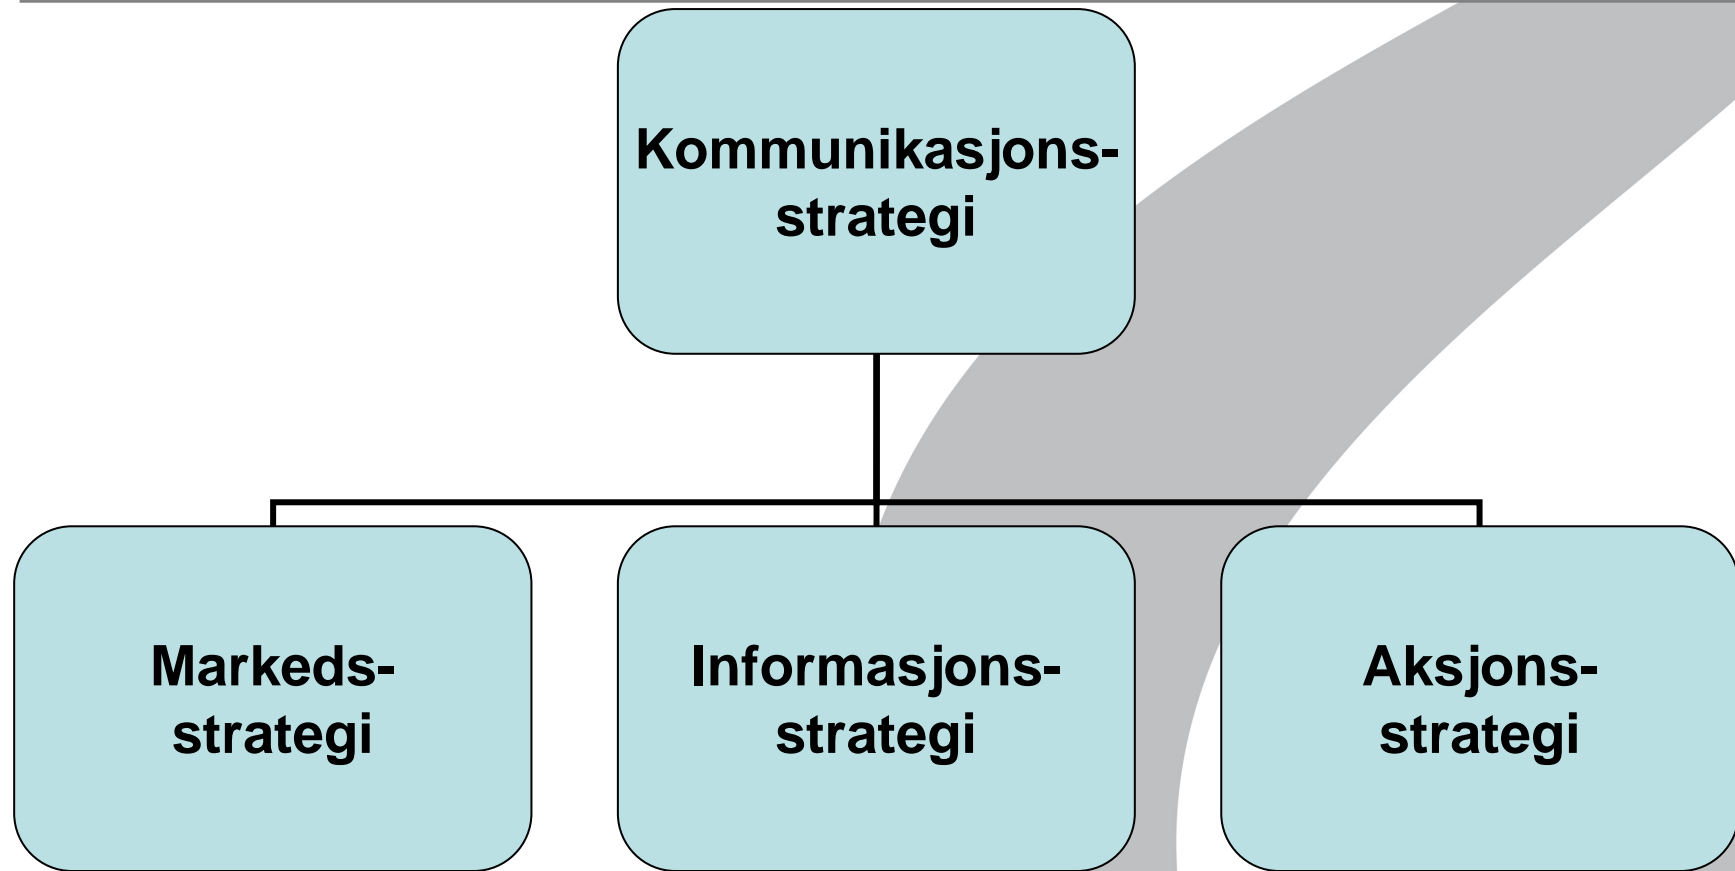 Kommunikasjons-
strategi
Markeds-
strategi
Informasjons-
strategi
Aksjons-
strategi